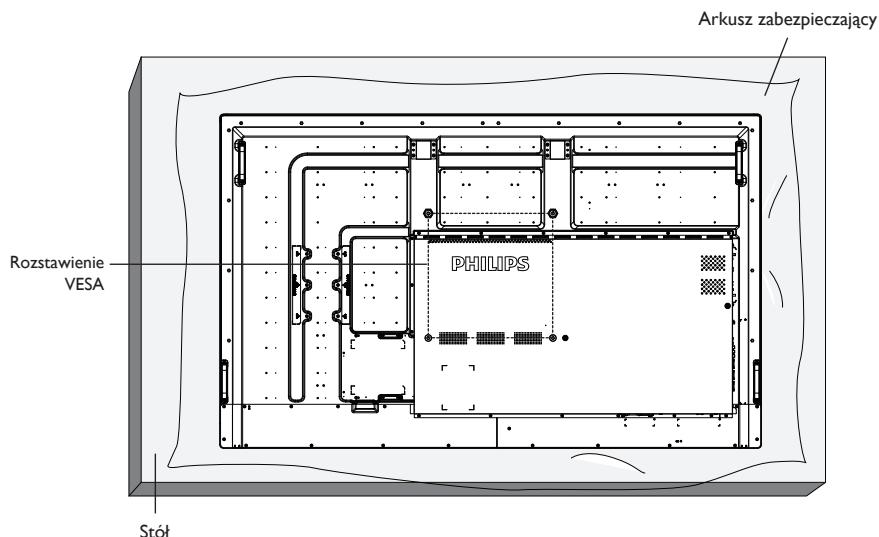 Arkusz zabezpieczający
Rozstawienie
VESA
PHILIPS
Stół